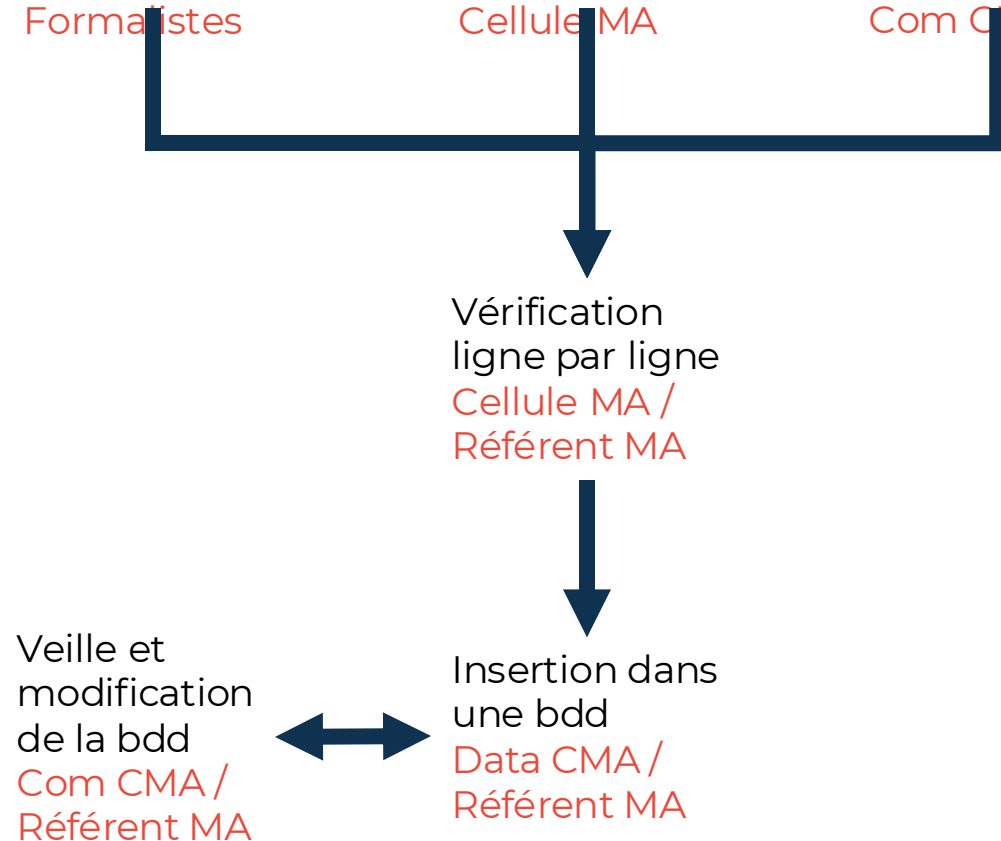 Formalistes
Cellule MA
Com
Vérification
ligne par ligne
Cellule MA /
Référent MA
Insertion dans
une bdd
Data CMA /
Référent MA
Veille et
modification
de la bdd
Com CMA /
Référent MA